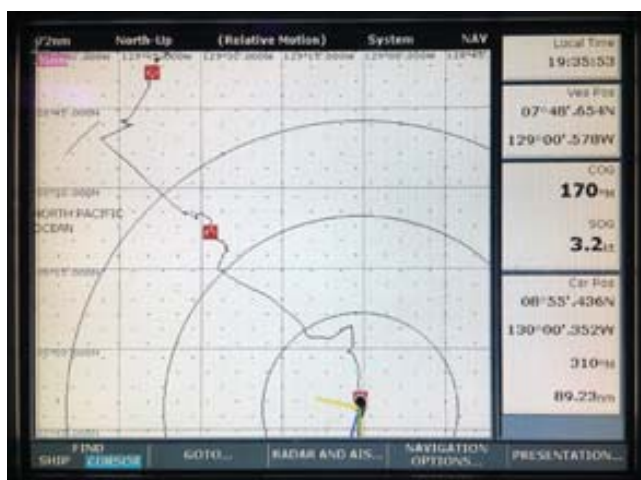 72nm North-Up (Relative Motion) System NAV
Local Time
19:35:53
Ves Pos
07°48'.654N
129°00'.578W
COG
170°M
SOG
3.2kt
NORTH PACIFIC
OCEAN
Csr Pos
08°55'.436N
130°00'.352W
310°M
89.23nm
FIND
SHIP CURSOR
GOTO...
RADAR AND AIS...
NAVIGATION
OPTIONS...
PRESENTATION...